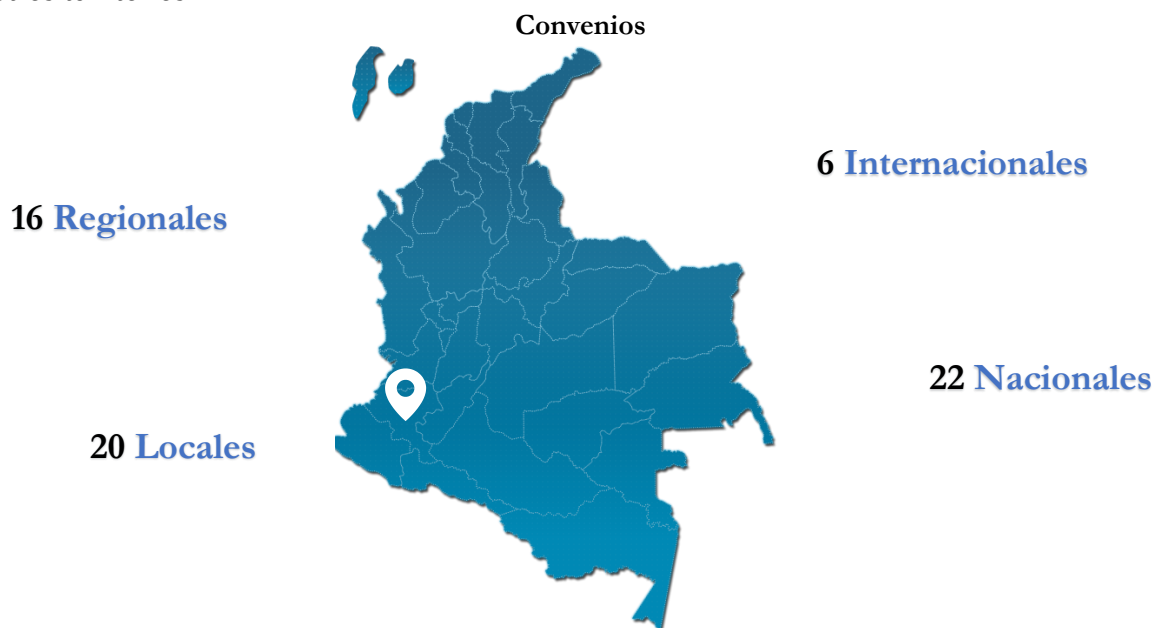 Convenios
6 Internacionales
16 Regionales
22 Nacionales
20 Locales